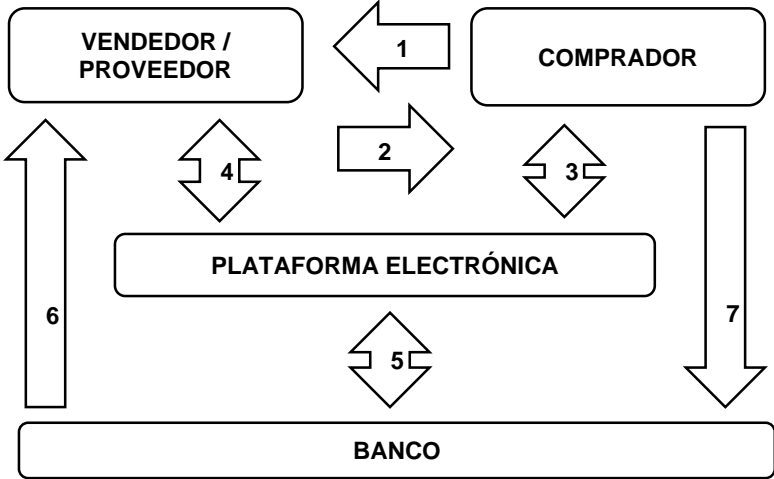 VENDEDOR /
PROVEEDOR
1
COMPRADOR
2
4
3
PLATAFORMA ELECTRÓNICA
6
7
5
BANCO